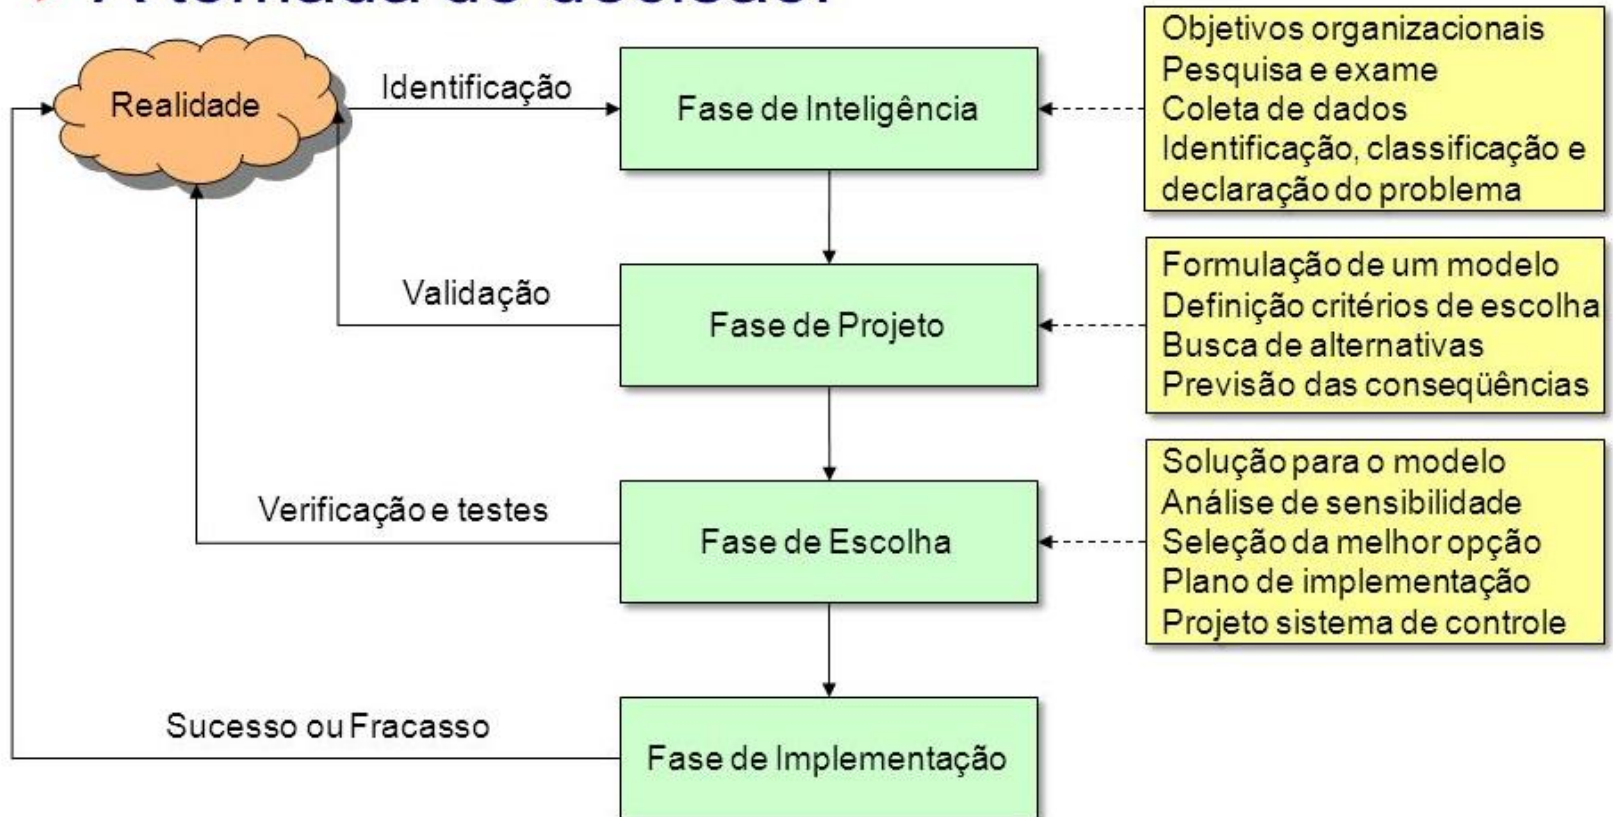 A tomada de decisão:
Realidade
Identificação
Fase de Inteligência
Objetivos organizacionais
Pesquisa e exame
Coleta de dados
Identificação, classificação e
declaração do problema
Validação
Fase de Projeto
Formulação de um modelo
Definição critérios de escolha
Busca de alternativas
Previsão das conseqüências
Verificação e testes
Fase de Escolha
Solução para o modelo
Análise de sensibilidade
Seleção da melhor opção
Plano de implementação
Projeto sistema de controle
Sucesso ou Fracasso
Fase de Implementação